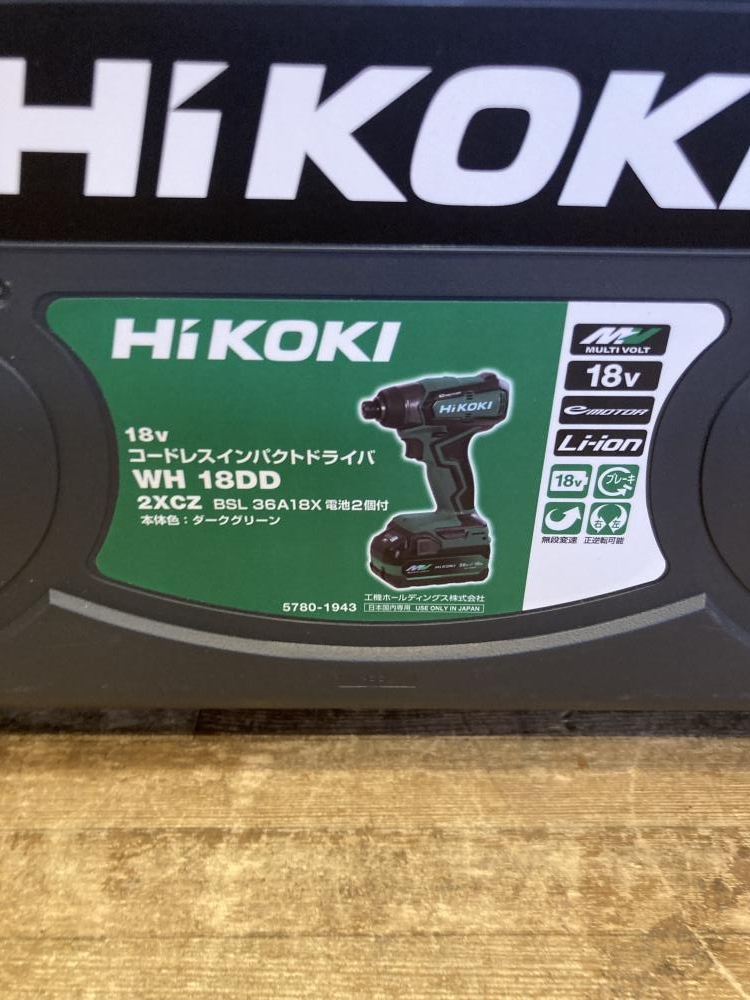 HiKOKI
HiKOKI
18V
コードレスインパクトドライバ
WH 18DD
2XCZ BSL 36A18X 電池2個付
本体色：ダークグリーン
5780-1943
工機ホールディングス株式会社
日本国内専用 USE ONLY IN JAPAN
HiKOKI
HiKOKI
MV
MULTI VOLT
18V
e-MOTOR
Li-ion
18V
ブレーキ
右 左
無段変速
正逆転可能